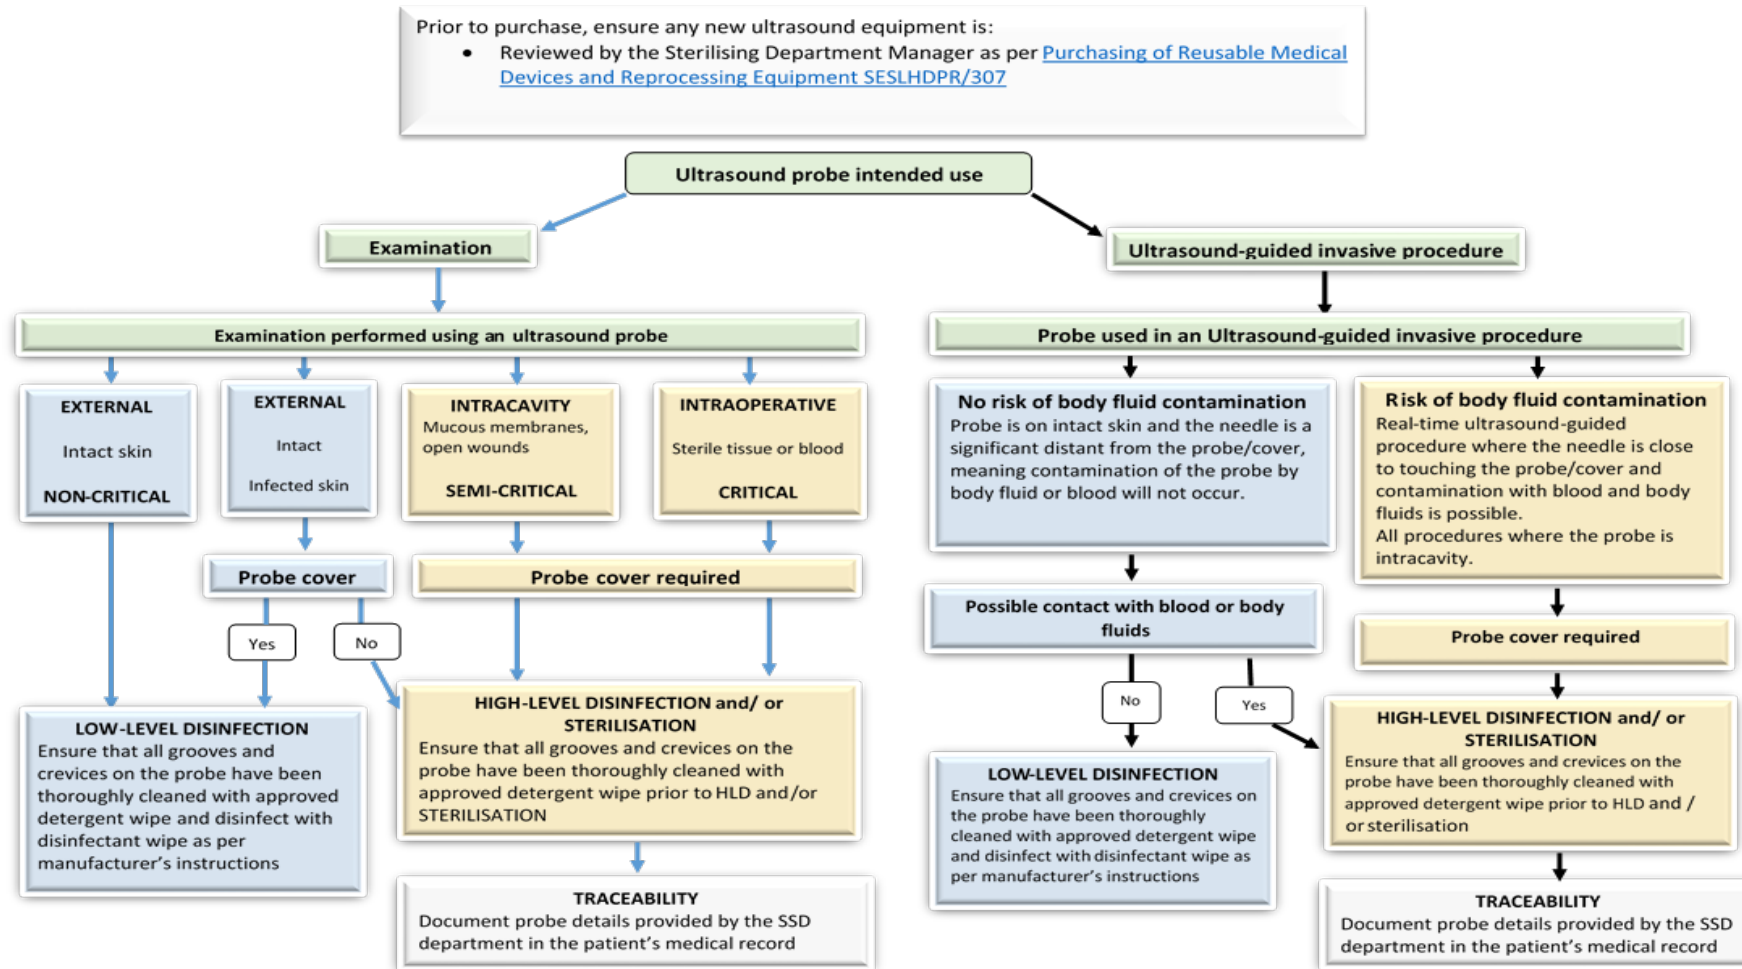 Prior to purchase, ensure any new ultrasound equipment is:
• Reviewed by the Sterilising Department Manager as per Purchasing of Reusable Medical
Devices and Reprocessing Equipment SESLHDPR/307
Ultrasound probe intended use
Examination
Ultrasound-guided invasive procedure
Examination performed using an ultrasound probe
Probe used in an Ultrasound-guided invasive procedure
EXTERNAL
Intact skin
NON-CRITICAL
EXTERNAL
Intact
Infected skin
INTRACAVITY
Mucous membranes,
open wounds
SEMI-CRITICAL
INTRAOPERATIVE
Sterile tissue or blood
CRITICAL
No risk of body fluid contamination
Probe is on intact skin and the needle is a
significant distant from the probe/cover,
meaning contamination of the probe by
body fluid or blood will not occur.
Risk of body fluid contamination
Real-time ultrasound-guided
procedure where the needle is close
to touching the probe/cover and
contamination with blood and body
fluids is possible.
All procedures where the probe is
intracavity.
Probe cover
Probe cover required
Yes
No
Possible contact with blood or body
fluids
Probe cover required
No
Yes
LOW-LEVEL DISINFECTION
Ensure that all grooves and
crevices on the probe have been
thoroughly cleaned with approved
detergent wipe and disinfect with
disinfectant wipe as per
manufacturer's instructions
HIGH-LEVEL DISINFECTION and/ or
STERILISATION
Ensure that all grooves and crevices on the
probe have been thoroughly cleaned with
approved detergent wipe prior to HLD and/or
STERILISATION
LOW-LEVEL DISINFECTION
Ensure that all grooves and crevices on
the probe have been thoroughly
cleaned with approved detergent wipe
and disinfect with disinfectant wipe as
per manufacturer's instructions
HIGH-LEVEL DISINFECTION and/ or
STERILISATION
Ensure that all grooves and crevices on the
probe have been thoroughly cleaned with
approved detergent wipe prior to HLD and /
or sterilisation
TRACEABILITY
Document probe details provided by the SSD
department in the patient's medical record
TRACEABILITY
Document probe details provided by the SSD
department in the patient's medical record